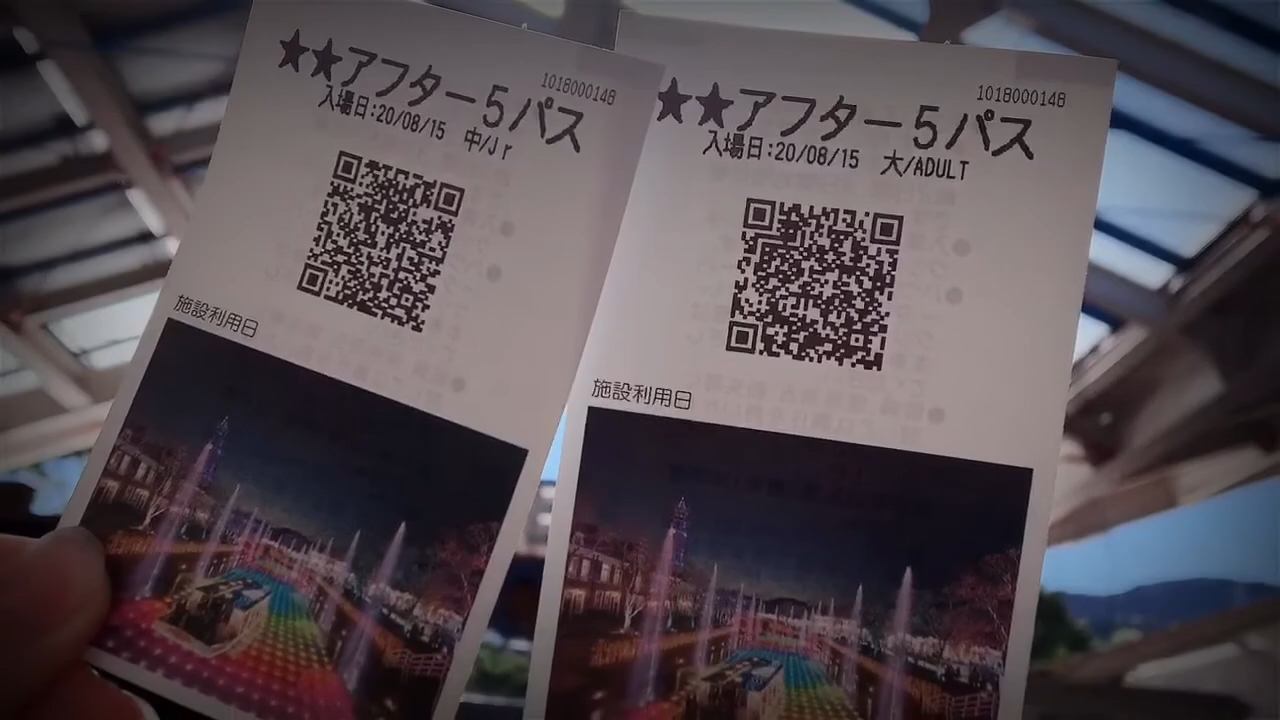 1018000148
★★アフター5パス
入場日:20/08/15 中/Jr
施設利用日
1018000148
★★アフター5パス
入場日:20/08/15 大/ADULT
施設利用日